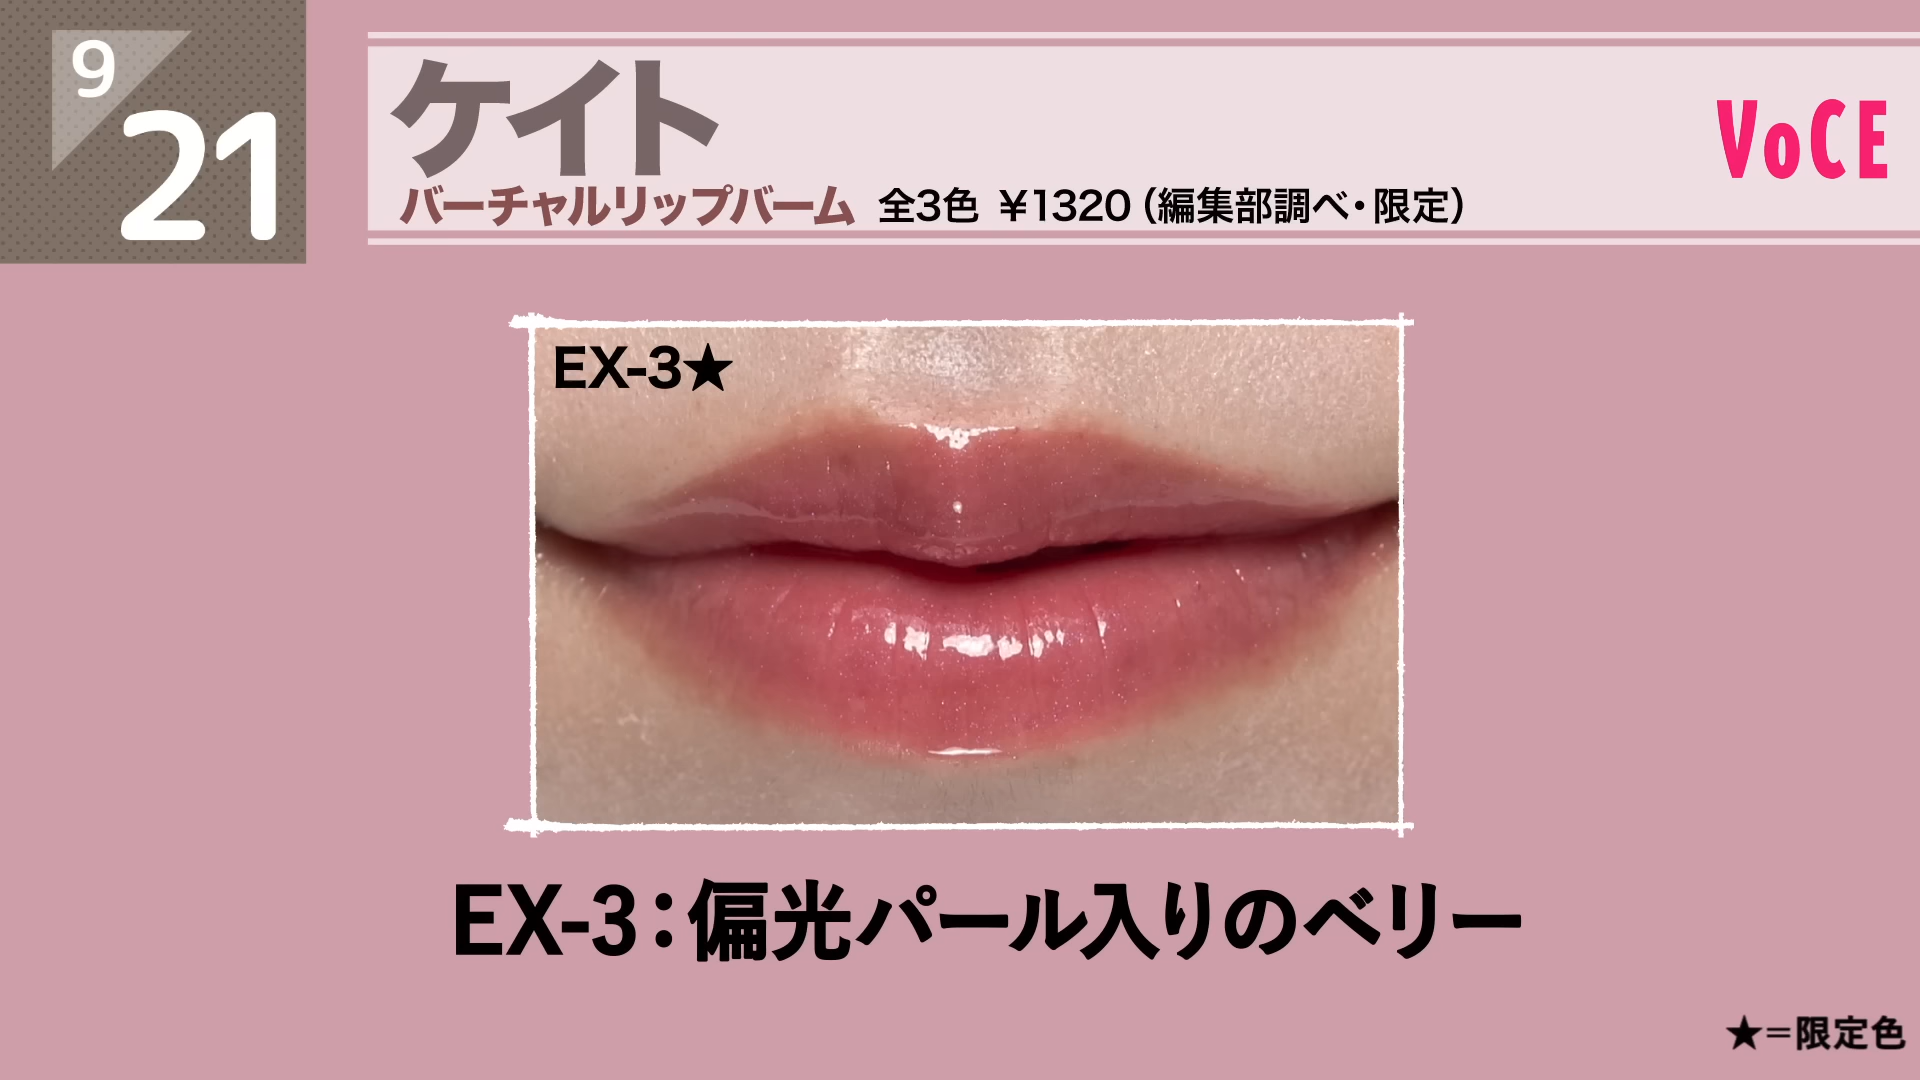 9
21
ケイト
バーチャルリップバーム 全3色 ¥1320（編集部調べ・限定）
VoCE
EX-3★
EX-3：偏光パール入りのベリー
★＝限定色